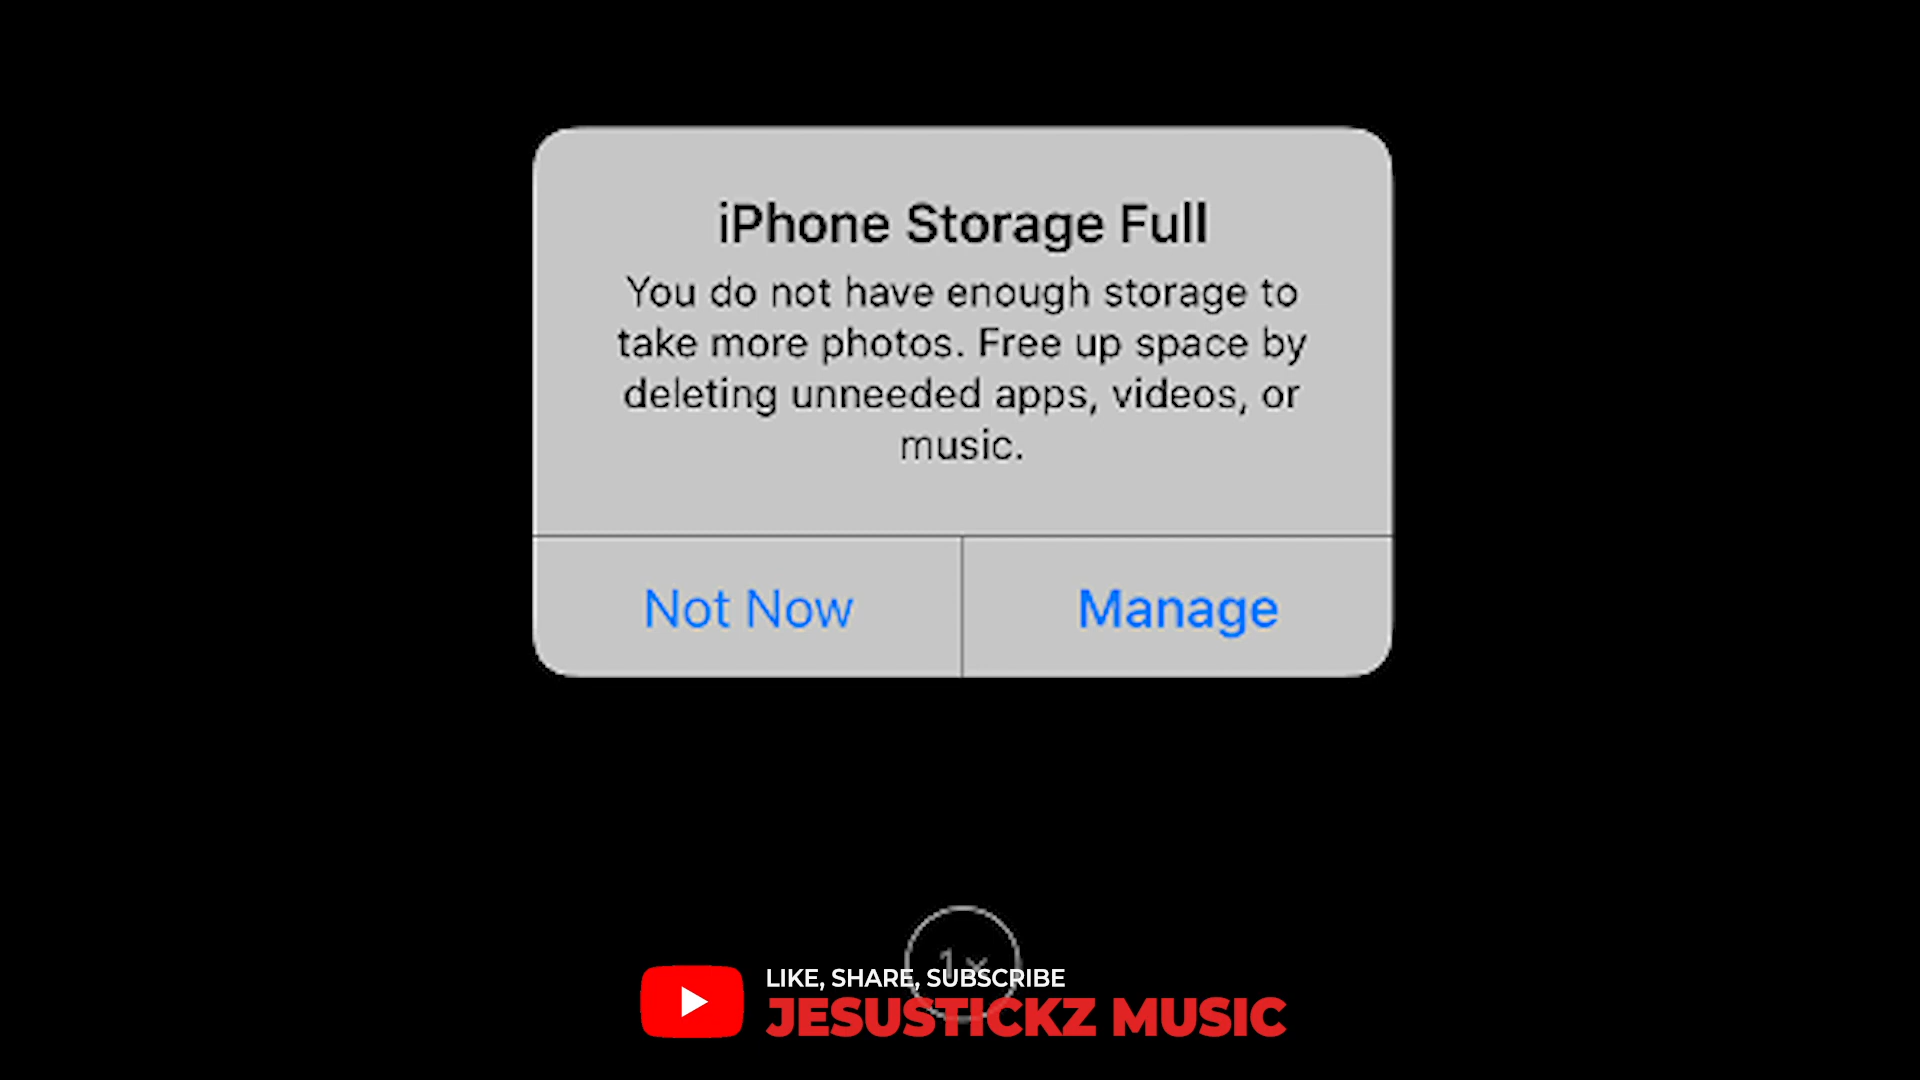 iPhone Storage Full
You do not have enough storage to
take more photos. Free up space by
deleting unneeded apps, videos, or
music.
Not Now
Manage
1×
LIKE, SHARE, SUBSCRIBE
JESUSTICKZ MUSIC